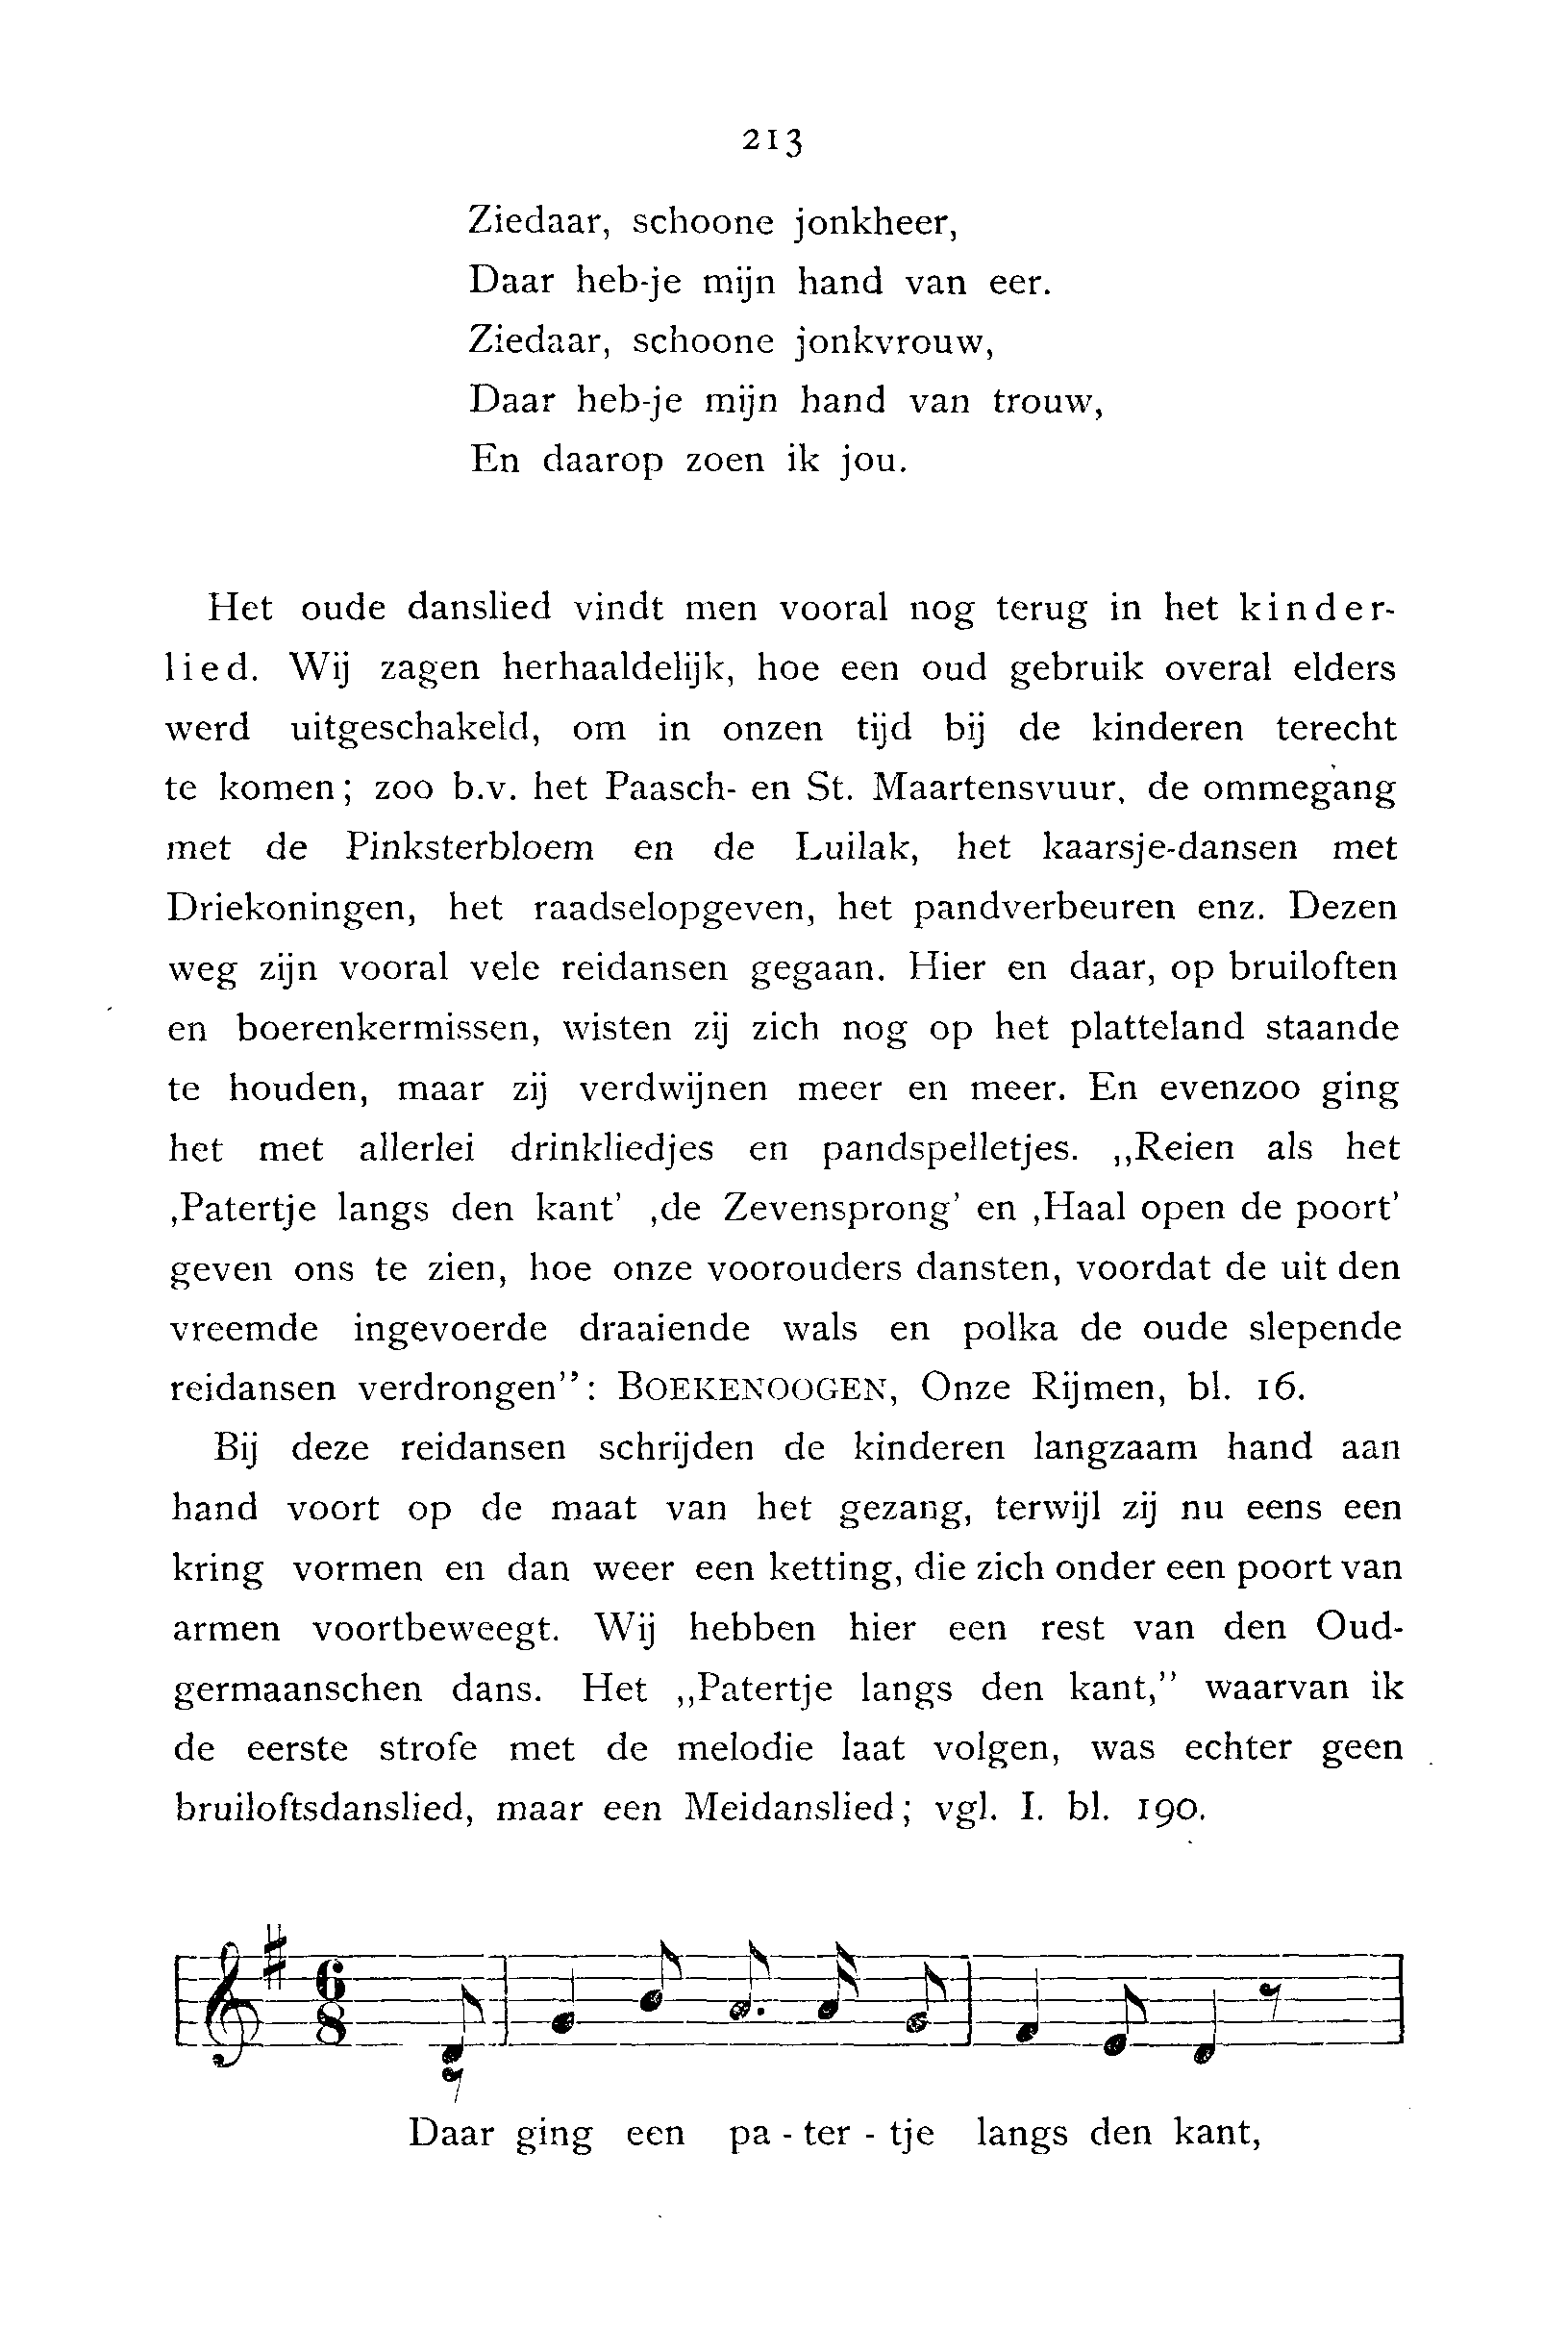 213
Ziedaar, schoone jonkheer,
Daar heb-je mijn hand van eer.
Ziedaar, schoone jonkvrouw,
Daar heb-je mijn hand van trouw,
En daarop zoen ik jou.
Het oude danslied vindt men vooral nog terug in het kinder-
lied. Wij zagen herhaaldelijk, hoe een oud gebruik overal elders
werd uitgeschakeld, om in onzen tijd bij de kinderen terecht
te komen; zoo b.v. het Paasch- en St. Maartensvuur, de ommegang
met de Pinksterbloem en de Luilak, het kaarsje-dansen met
Driekoningen, het raadselopgeven, het pandverbeuren enz. Dezen
weg zijn vooral vele reidansen gegaan. Hier en daar, op bruiloften
en boerenkermissen, wisten zij zich nog op het platteland staande
te houden, maar zij verdwijnen meer en meer. En evenzoo ging
het met allerlei drinkliedjes en pandspelletjes. „Reien als het
‚Patertje langs den kant’ ‚de Zevensprong’ en ‚Haal open de poort’
geven ons te zien, hoe onze voorouders dansten, voordat de uit den
vreemde ingevoerde draaiende wals en polka de oude slepende
reidansen verdrongen”: BOEKENOOGEN, Onze Rijmen, bl. 16.
Bij deze reidansen schrijden de kinderen langzaam hand aan
hand voort op de maat van het gezang, terwijl zij nu eens een
kring vormen en dan weer een ketting, die zich onder een poort van
armen voortbeweegt. Wij hebben hier een rest van den Oud-
germaanschen dans. Het „Patertje langs den kant,” waarvan ik
de eerste strofe met de melodie laat volgen, was echter geen
bruiloftsdanslied, maar een Meidanslied; vgl. I. bl. 190.
6
8
Daar ging een pa - ter - tje langs den kant,